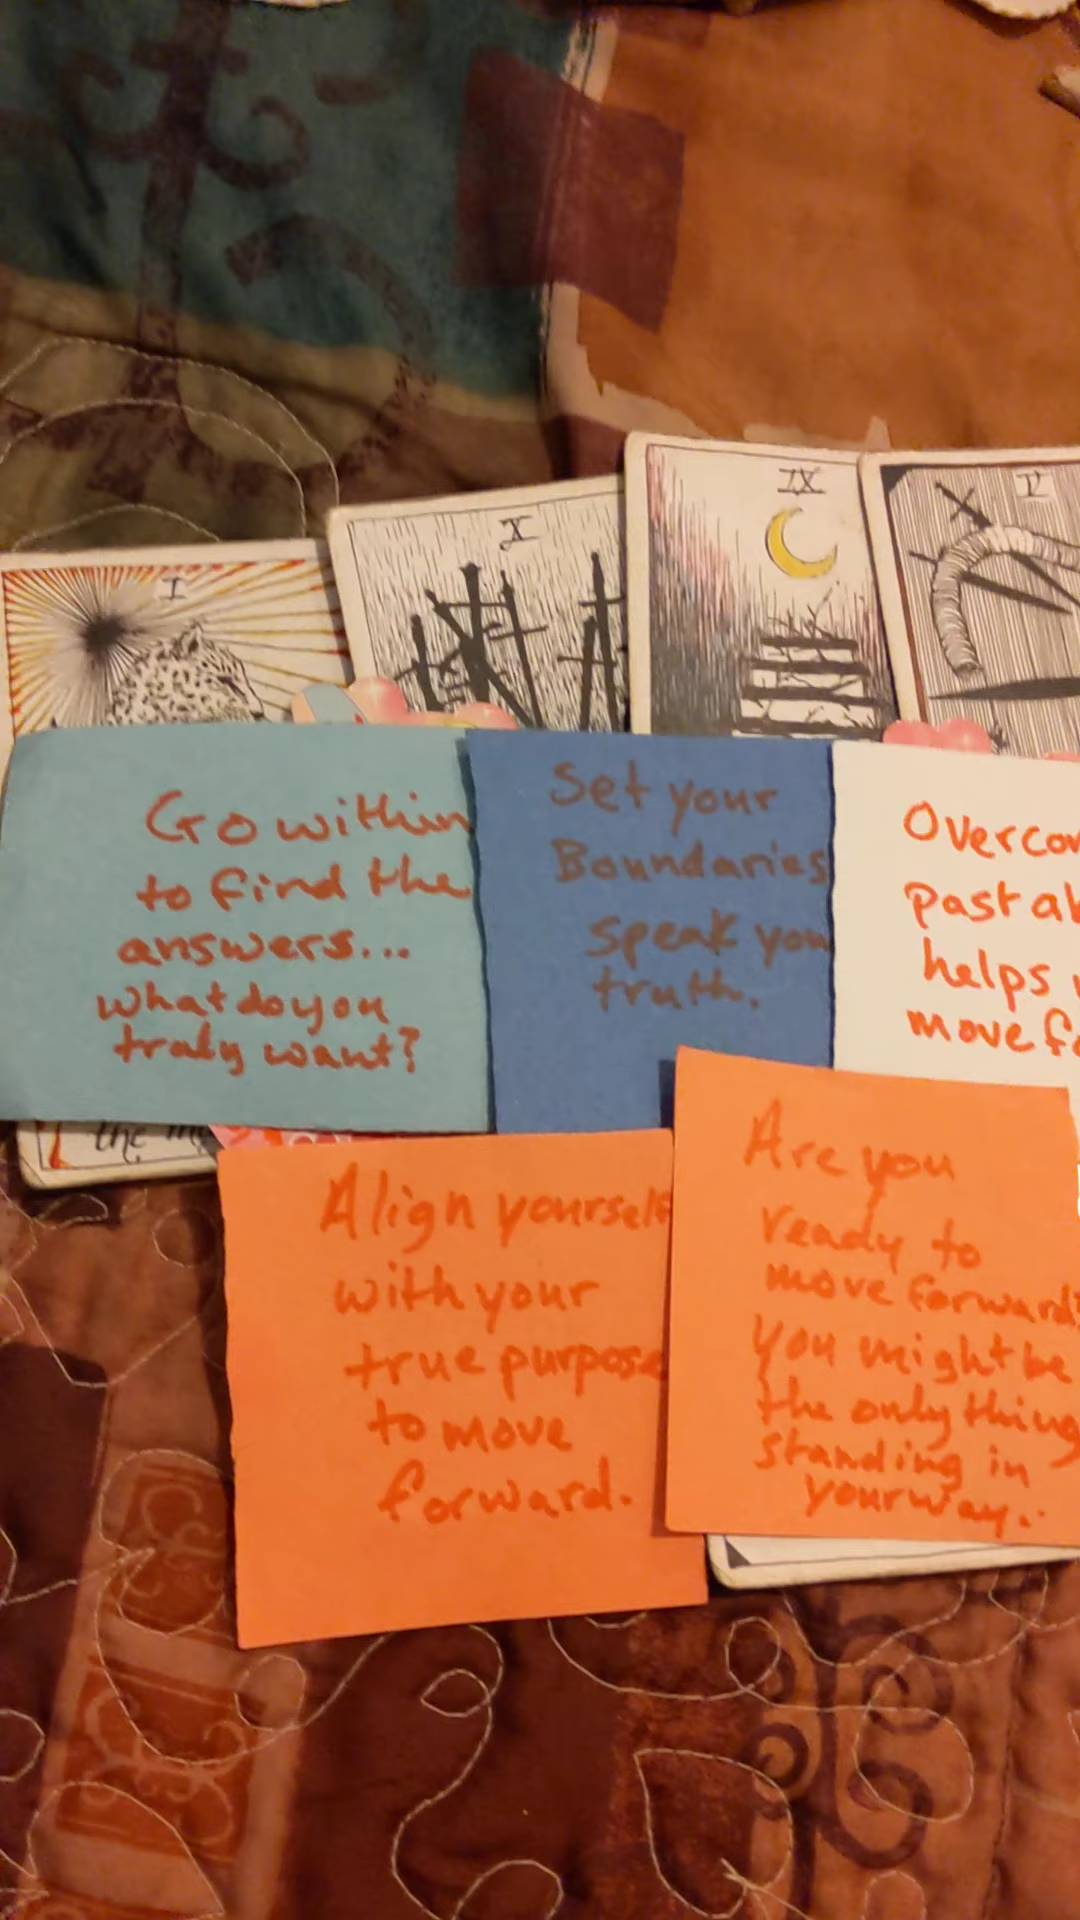 I
X
IX
V
Go within
to find the
answers...
what do you
truly want?
Set your
Boundaries
speak you
truth.
Overcom
past ab
helps
move fo
the
Align yourself
with your
true purpose
to move
forward.
Are you
ready to
move forward?
You might be
the only thing
standing in
your way.